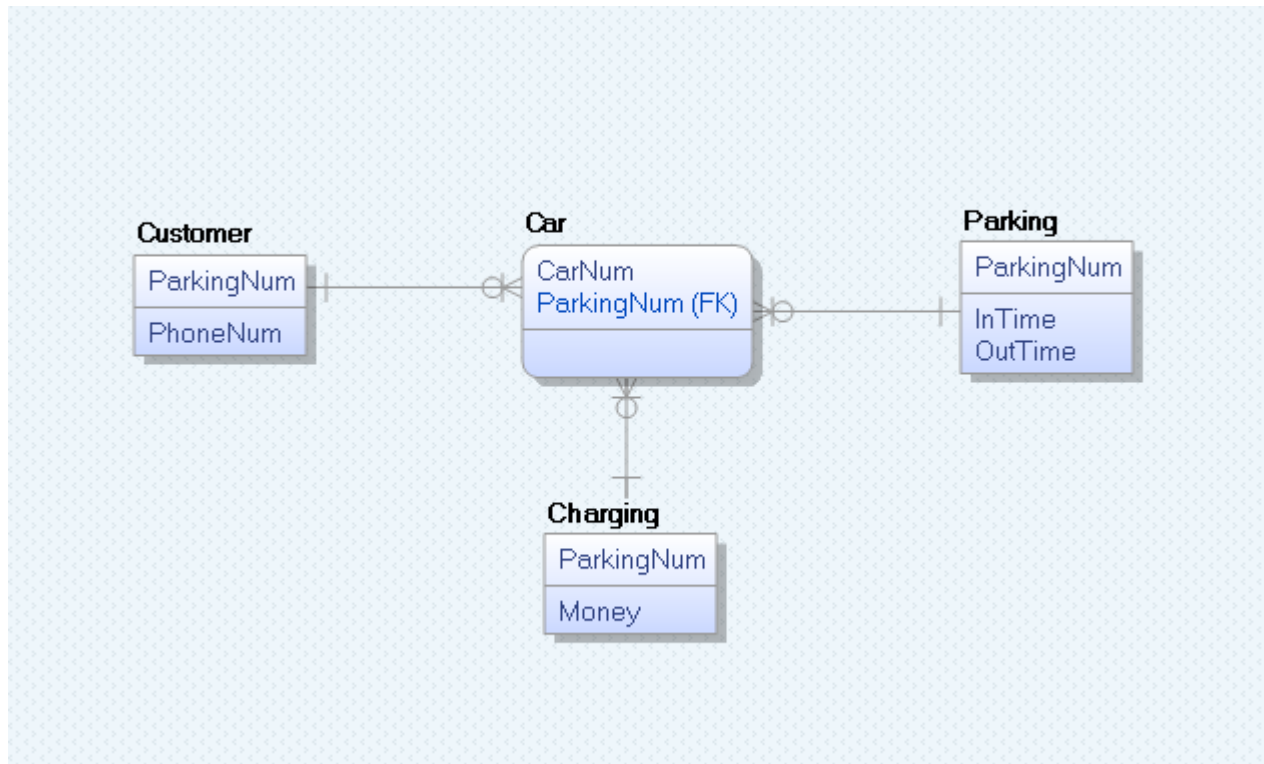 Customer
ParkingNum
PhoneNum
Car
CarNum
ParkingNum (FK)
Parking
ParkingNum
InTime
OutTime
Charging
ParkingNum
Money